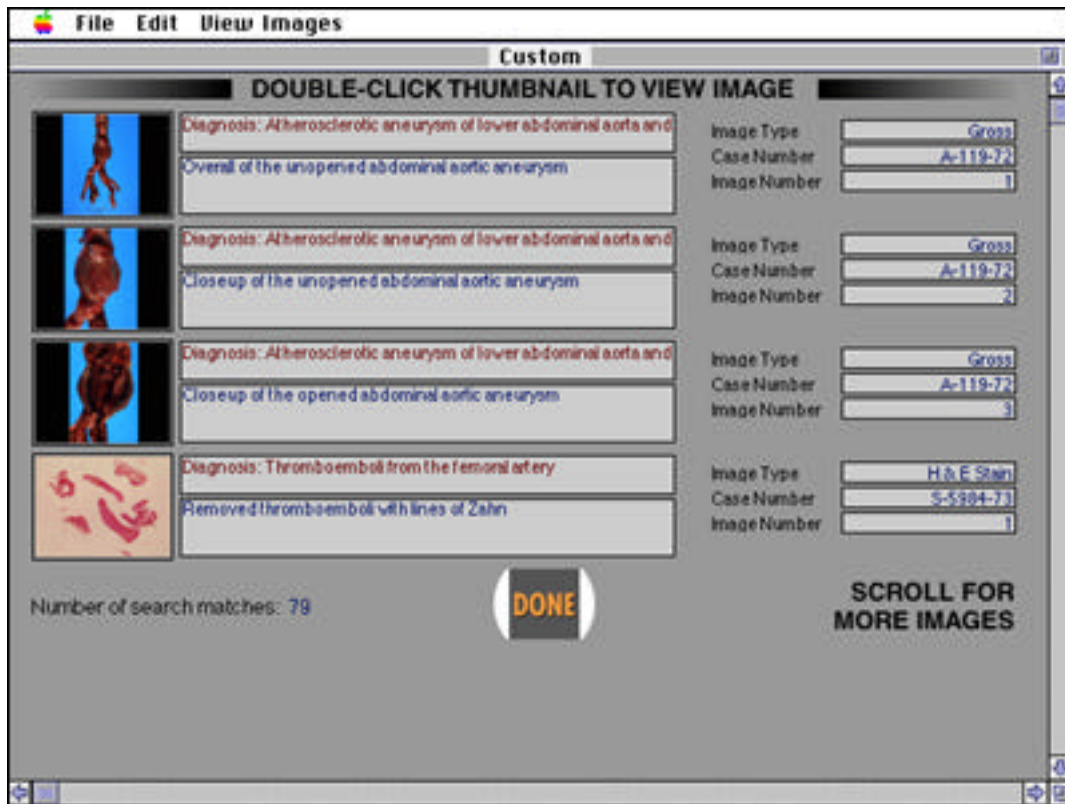 File Edit View Images
Custom
DOUBLE-CLICK THUMBNAIL TO VIEW IMAGE
Diagnosis: Atherosclerotic aneurysm of lower abdominal aorta and
Overall of the unopened abdominal aortic aneurysm
Image Type Gross
Case Number A-119-72
Image Number 1
Diagnosis: Atherosclerotic aneurysm of lower abdominal aorta and
Closeup of the unopened abdominal aortic aneurysm
Image Type Gross
Case Number A-119-72
Image Number 2
Diagnosis: Atherosclerotic aneurysm of lower abdominal aorta and
Closeup of the opened abdominal aortic aneurysm
Image Type Gross
Case Number A-119-72
Image Number 3
Diagnosis: Thromboemboli from the femoral artery
Removed thromboemboli with lines of Zahn
Image Type H & E Stain
Case Number S-5984-73
Image Number 1
Number of search matches: 79
DONE
SCROLL FOR
MORE IMAGES